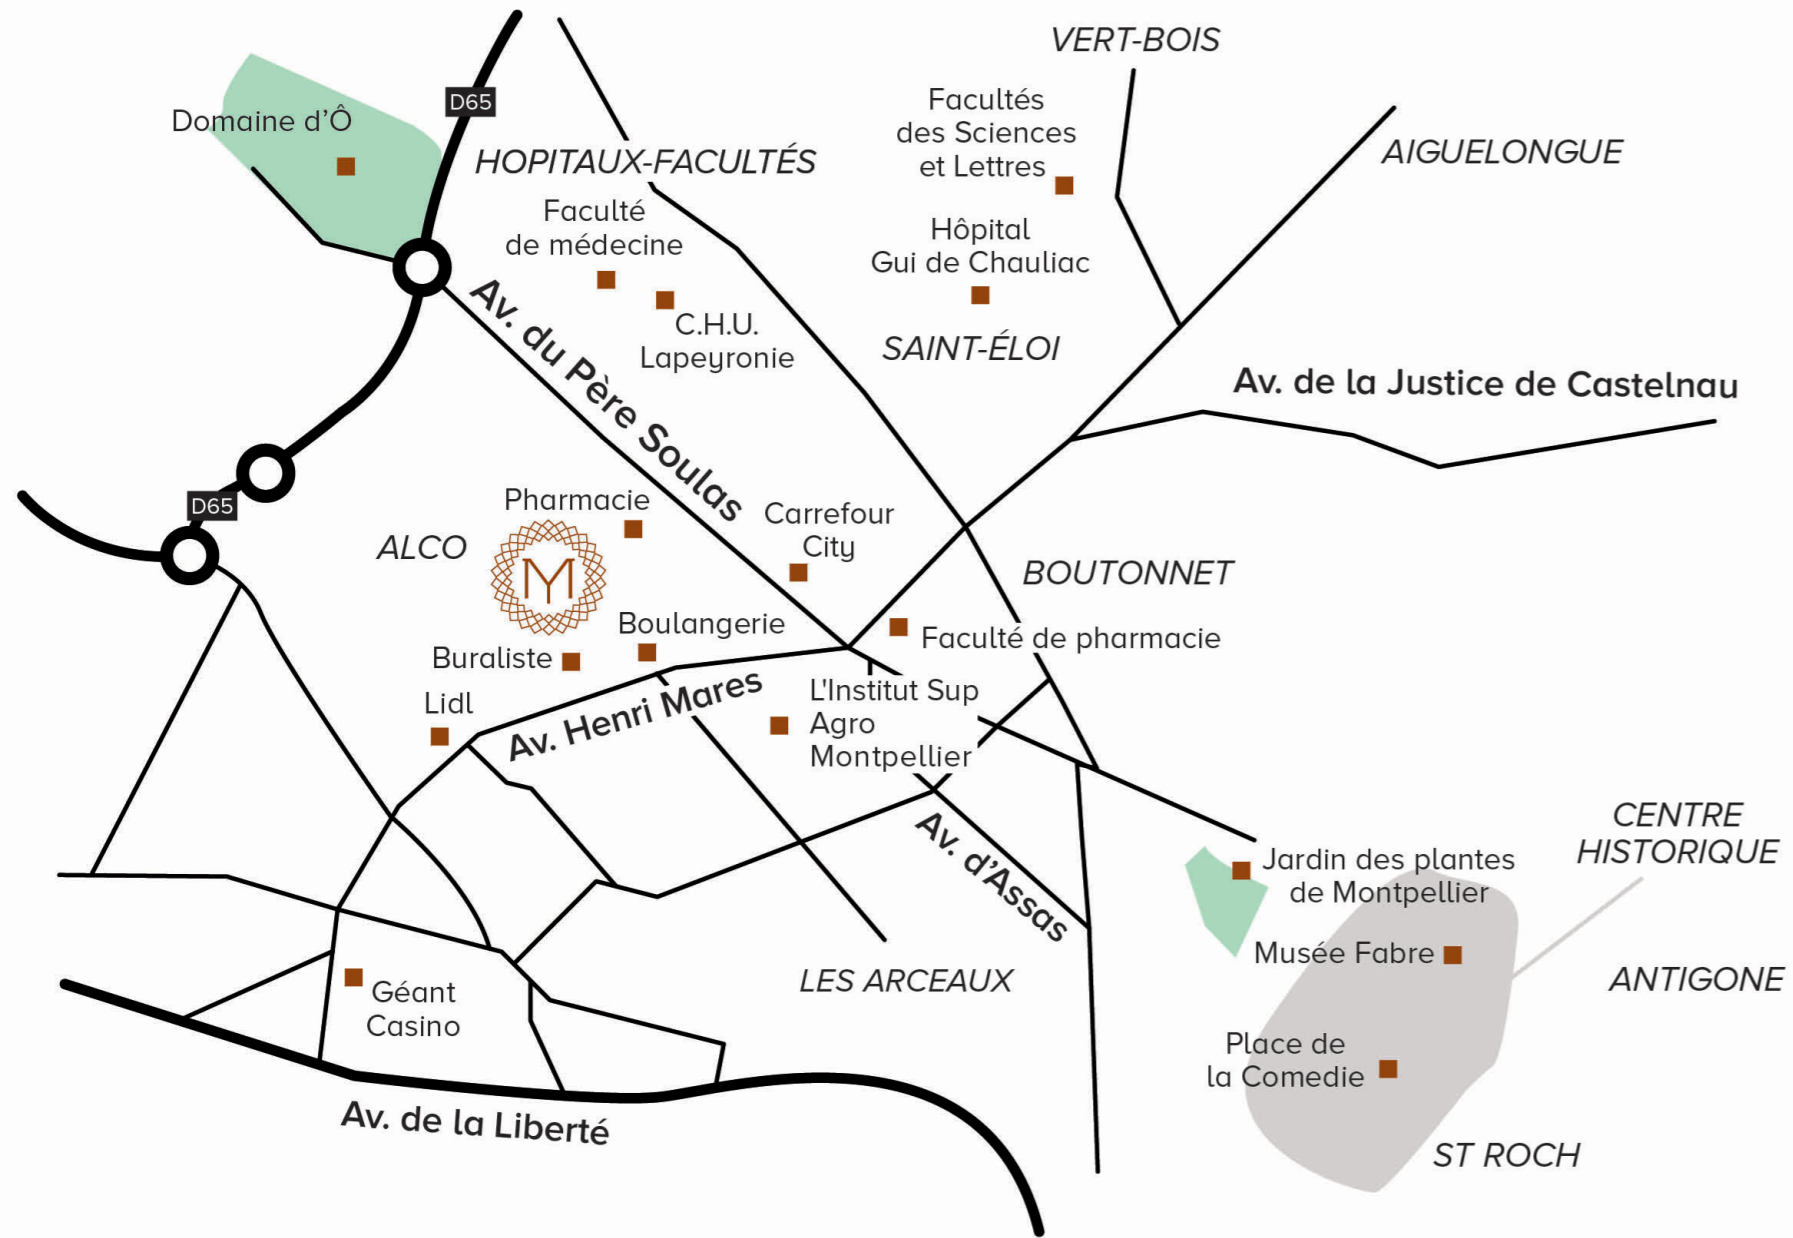 VERT-BOIS
D65
Facultés
des Sciences
et Lettres
Domaine d'Ô
HOPITAUX-FACULTÉS
AIGUELONGUE
Faculté
de médecine
Hôpital
Gui de Chauliac
C.H.U.
Lapeyronie
SAINT-ÉLOI
Av. du Père Soulas
Av. de la Justice de Castelnau
D65
Pharmacie
Carrefour
City
ALCO
M
BOUTONNET
Boulangerie
Faculté de pharmacie
Buraliste
Lidl
Av. Henri Mares
L'Institut Sup
Agro
Montpellier
Av. d'Assas
CENTRE
HISTORIQUE
Jardin des plantes
de Montpellier
Musée Fabre
LES ARCEAUX
ANTIGONE
Géant
Casino
Place de
la Comedie
Av. de la Liberté
ST ROCH